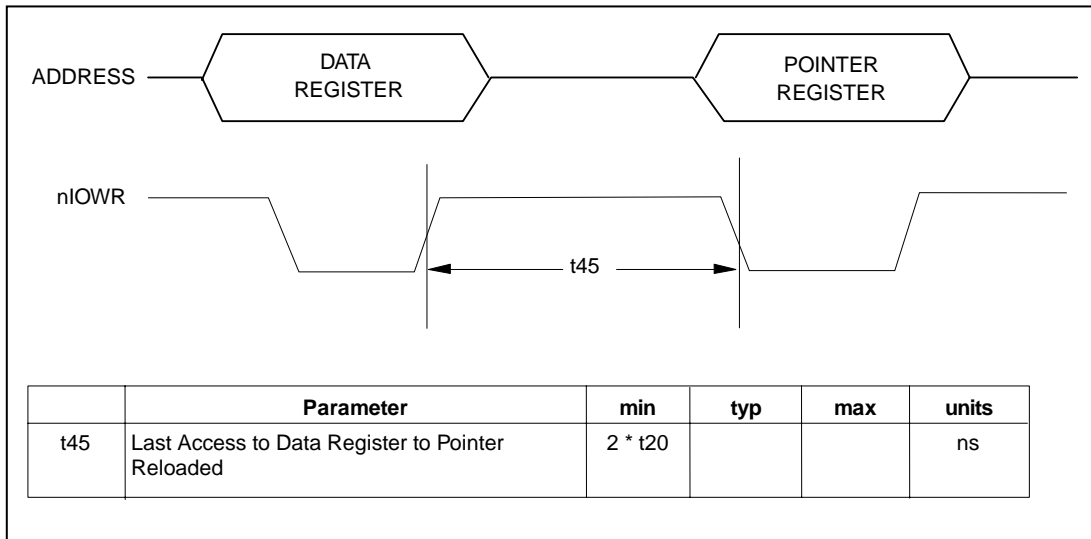 ADDRESS
DATA
REGISTER
POINTER
REGISTER
nIOWR
t45
Parameter min typ max units
t45 Last Access to Data Register to Pointer 2 * t20 ns
Reloaded